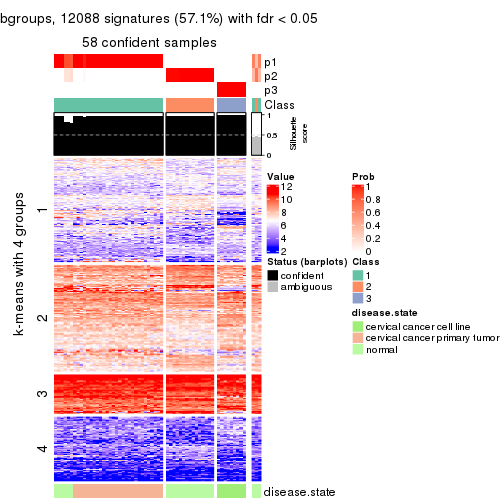 bgroups, 12088 signatures (57.1%) with fdr < 0.05
58 confident samples
p1
p2
p3
Class
1
0.5
0
Silhouette
score
k-means with 4 groups
1
2
3
4
disease.state
Value
12
10
8
6
4
2
Prob
1
0.8
0.6
0.4
0.2
0
Status (barplots)
confident
ambiguous
Class
1
2
3
disease.state
cervical cancer cell line
cervical cancer primary tumor
normal